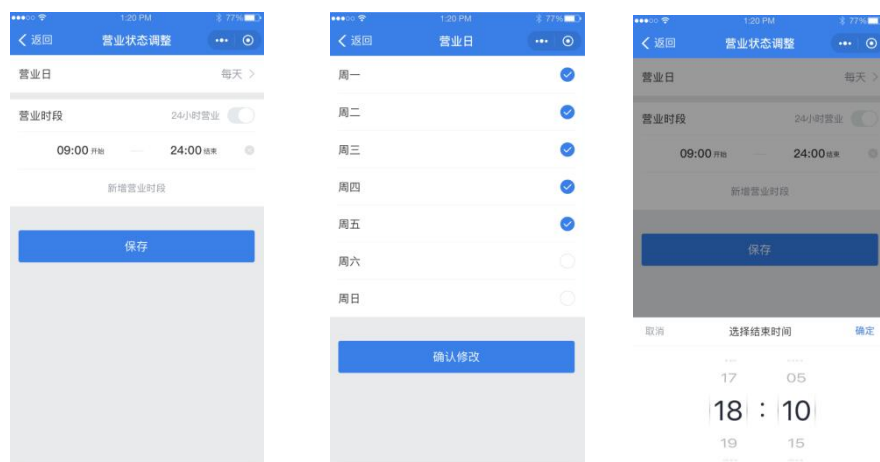 1:20 PM
77%
返回
营业状态调整
营业日
每天
营业时段
24小时营业
09:00 开始
24:00 结束
新增营业时段
保存
1:20 PM
77%
返回
营业日
周一
周二
周三
周四
周五
周六
周日
确认修改
1:20 PM
77%
返回
营业状态调整
营业日
每天
营业时段
24小时营业
09:00 开始
24:00 结束
新增营业时段
保存
取消
选择结束时间
确定
17 05
18 : 10
19 15